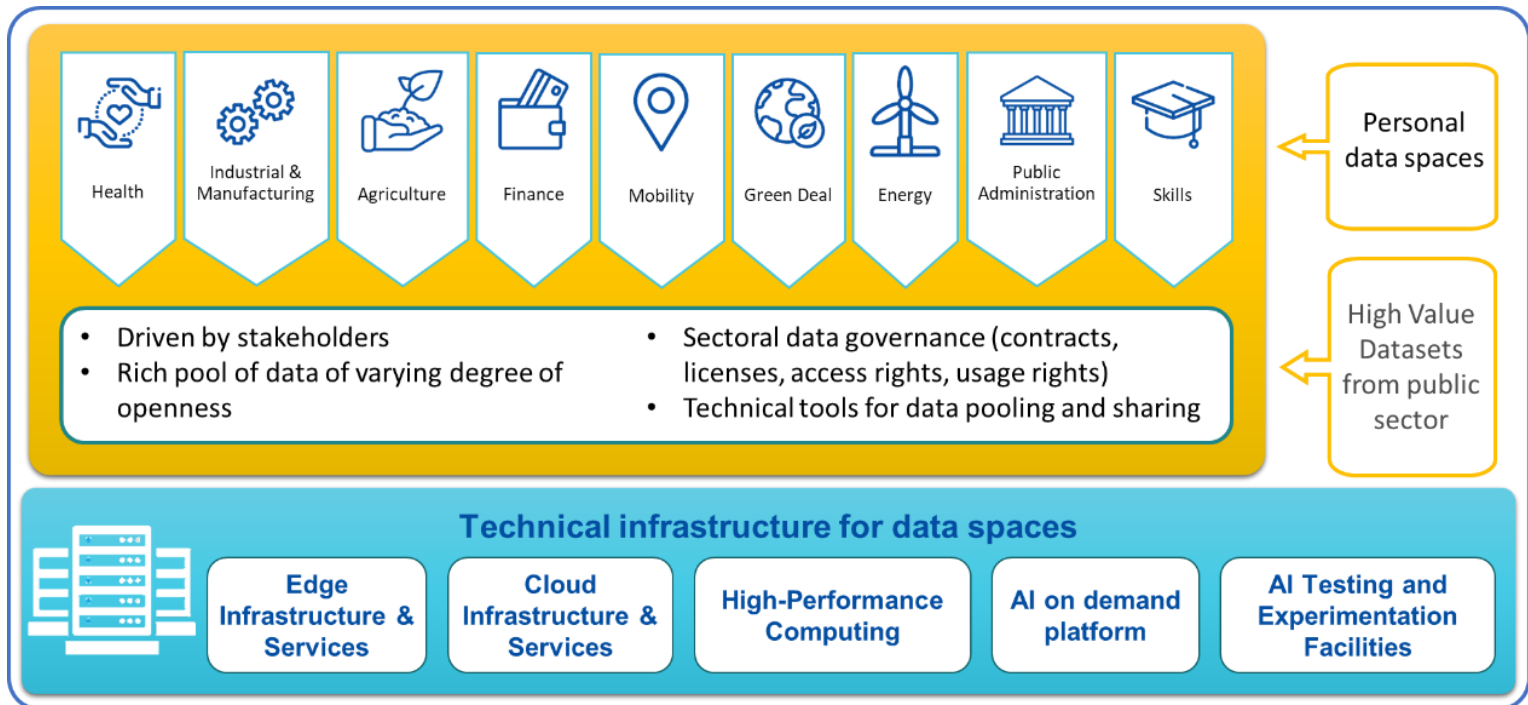 Health
Industrial &
Manufacturing
Agriculture
Finance
Mobility
Green Deal
Energy
Public
Administration
Skills
• Driven by stakeholders
• Rich pool of data of varying degree of
openness
• Sectoral data governance (contracts,
licenses, access rights, usage rights)
• Technical tools for data pooling and sharing
Personal
data spaces
High Value
Datasets
from public
sector
Technical infrastructure for data spaces
Edge
Infrastructure &
Services
Cloud
Infrastructure &
Services
High-Performance
Computing
AI on demand
platform
AI Testing and
Experimentation
Facilities